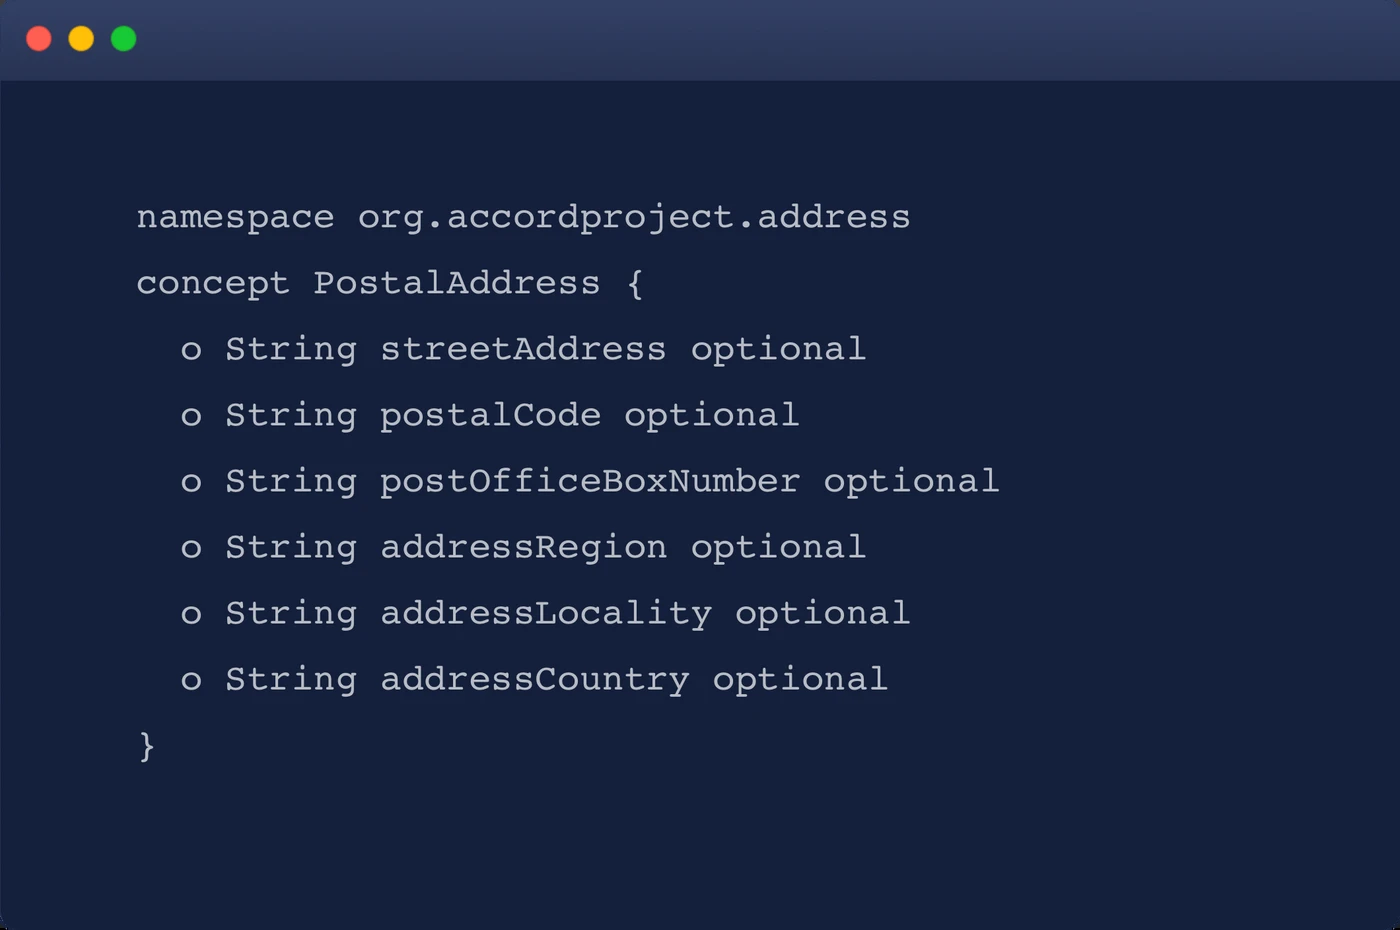 namespace org.accordproject.address
concept PostalAddress {
  o String streetAddress optional
  o String postalCode optional
  o String postOfficeBoxNumber optional
  o String addressRegion optional
  o String addressLocality optional
  o String addressCountry optional
}